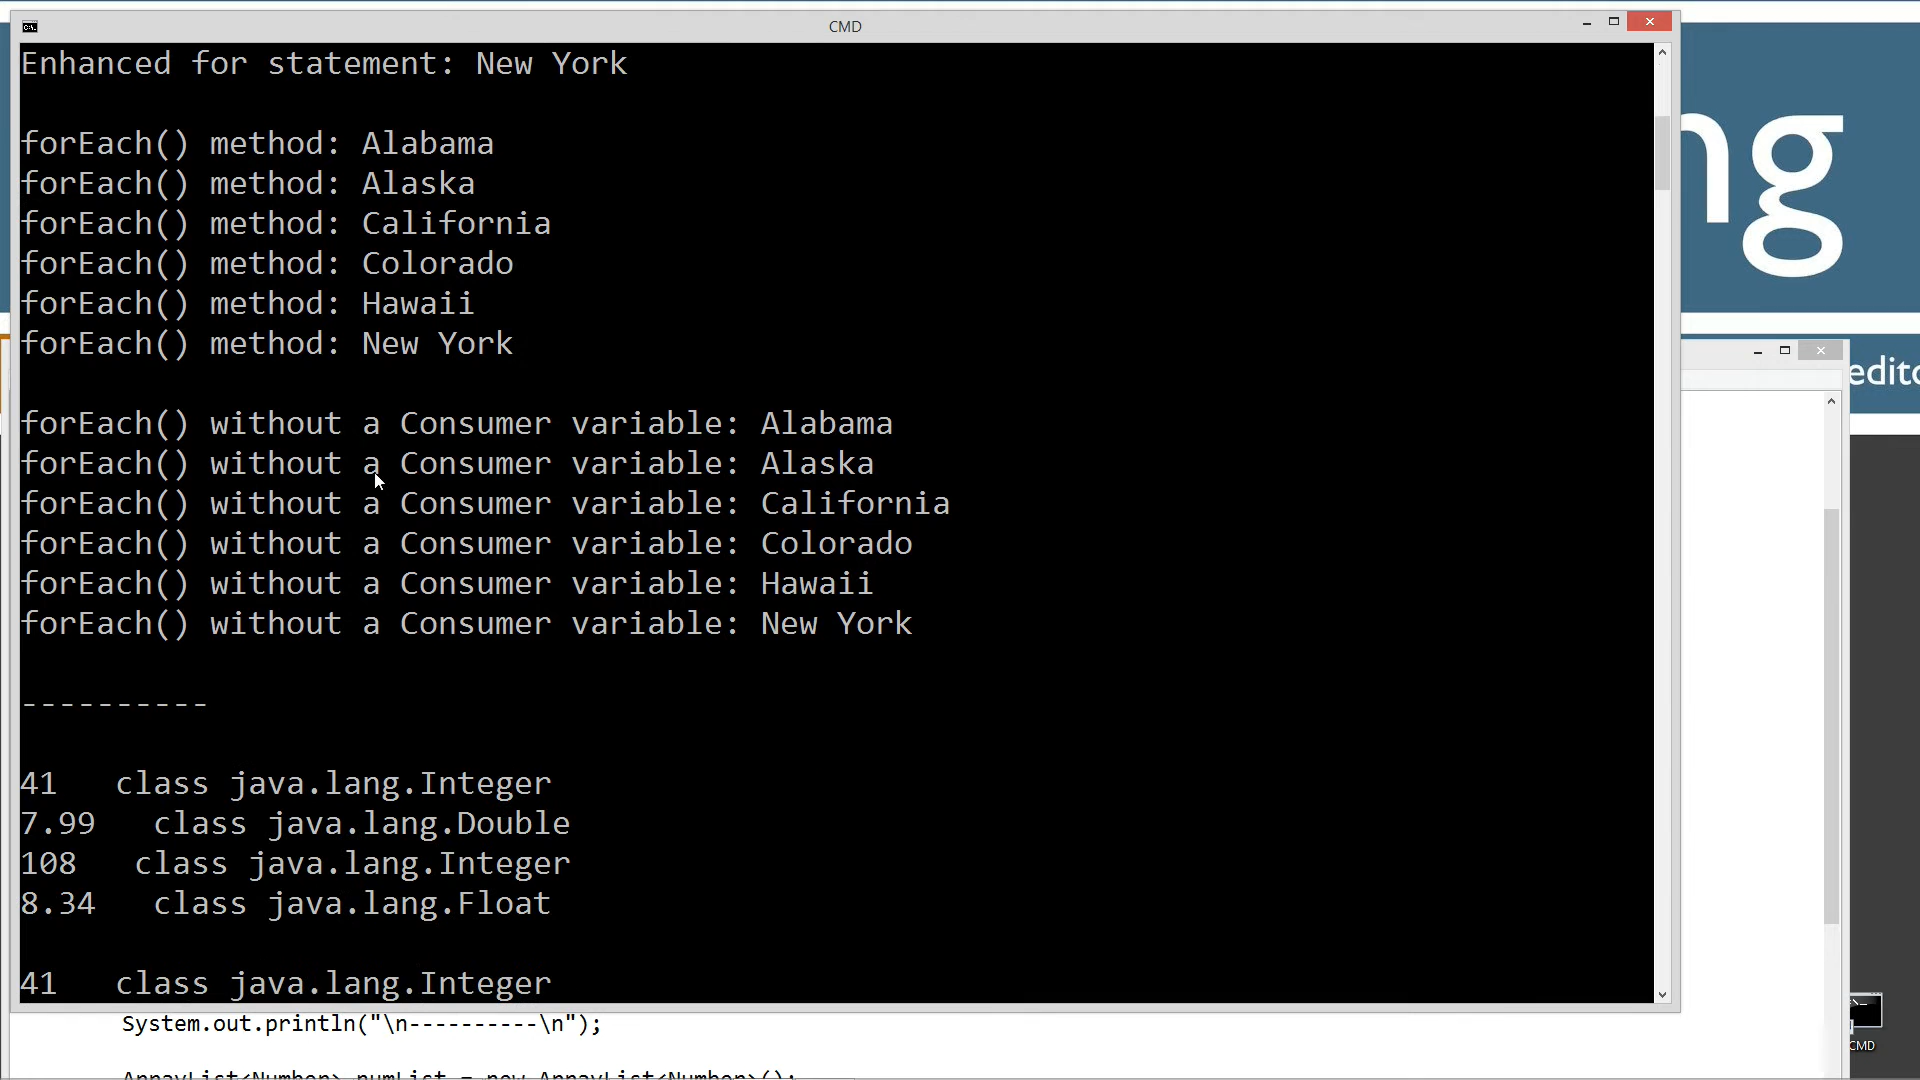 CMD
Enhanced for statement: New York
forEach() method: Alabama
forEach() method: Alaska
forEach() method: California
forEach() method: Colorado
forEach() method: Hawaii
forEach() method: New York
forEach() without a Consumer variable: Alabama
forEach() without a Consumer variable: Alaska
forEach() without a Consumer variable: California
forEach() without a Consumer variable: Colorado
forEach() without a Consumer variable: Hawaii
forEach() without a Consumer variable: New York
----------
41   class java.lang.Integer
7.99   class java.lang.Double
108   class java.lang.Integer
8.34   class java.lang.Float
41   class java.lang.Integer
System.out.println("\n----------\n");
ArrayList<Number> numList = new ArrayList<Number>();
ng
edito
CMD